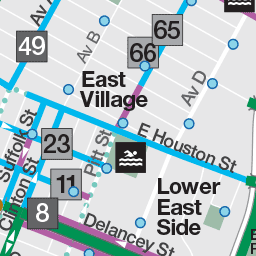 65
Av A
Av B
49
66
East
Village
Av D
E Houston St
Suffolk St
23
Pitt St
11
Clinton St
8
Lower
East
Side
Delancey St